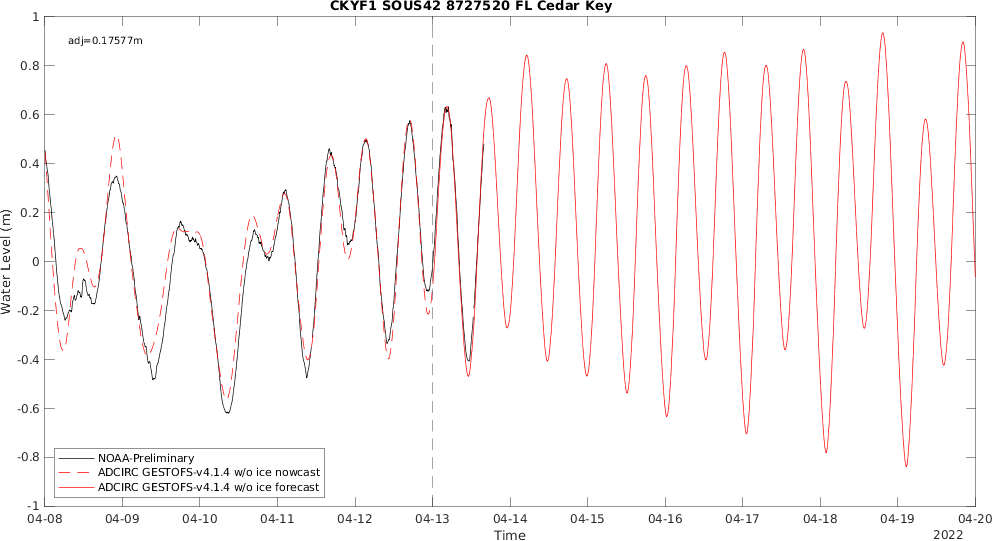 CKYF1 SOUS42 8727520 FL Cedar Key
adj=0.17577m
1
0.8
0.6
0.4
0.2
0
-0.2
-0.4
-0.6
-0.8
-1
Water Level (m)
NOAA-Preliminary
ADCIRC GESTOFS-v4.1.4 w/o ice nowcast
ADCIRC GESTOFS-v4.1.4 w/o ice forecast
04-08 04-09 04-10 04-11 04-12 04-13 04-14 04-15 04-16 04-17 04-18 04-19 04-20
Time
2022